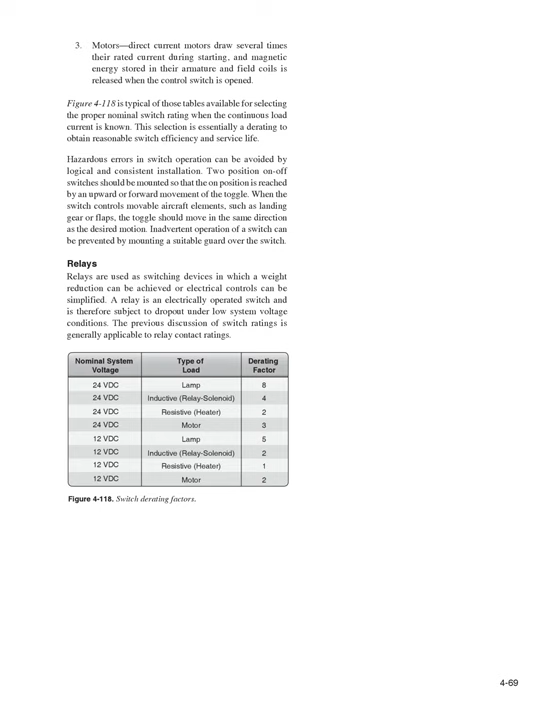 3. Motors—direct current motors draw several times
their rated current during starting, and magnetic
energy stored in their armature and field coils is
released when the control switch is opened.
Figure 4-118 is typical of those tables available for selecting
the proper nominal switch rating when the continuous load
current is known. This selection is essentially a derating to
obtain reasonable switch efficiency and service life.
Hazardous errors in switch operation can be avoided by
logical and consistent installation. Two position on-off
switches should be mounted so that the on position is reached
by an upward or forward movement of the toggle. When the
switch controls movable aircraft elements, such as landing
gear or flaps, the toggle should move in the same direction
as the desired motion. Inadvertent operation of a switch can
be prevented by mounting a suitable guard over the switch.
Relays
Relays are used as switching devices in which a weight
reduction can be achieved or electrical controls can be
simplified. A relay is an electrically operated switch and
is therefore subject to dropout under low system voltage
conditions. The previous discussion of switch ratings is
generally applicable to relay contact ratings.
Nominal System Voltage Type of Load Derating Factor
24 VDC Lamp 8
24 VDC Inductive (Relay-Solenoid) 4
24 VDC Resistive (Heater) 2
24 VDC Motor 3
12 VDC Lamp 5
12 VDC Inductive (Relay-Solenoid) 2
12 VDC Resistive (Heater) 1
12 VDC Motor 2
Figure 4-118. Switch derating factors.
4-69